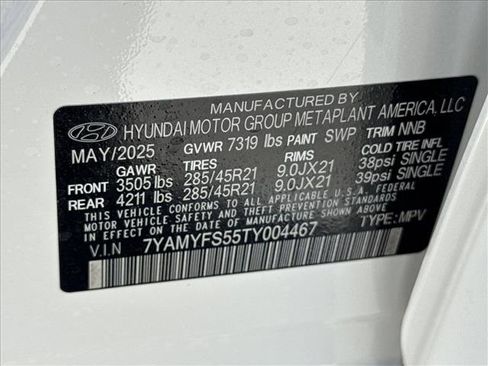 MANUFACTURED BY
HYUNDAI MOTOR GROUP METAPLANT AMERICA, LLC
MAY/2025 GVWR 7319 lbs PAINT SWP TRIM NNB
GAWR TIRES RIMS COLD TIRE INFL
FRONT 3505 lbs 285/45R21 9.0JX21 38psi SINGLE
REAR 4211 lbs 285/45R21 9.0JX21 39psi SINGLE
THIS VEHICLE CONFORMS TO ALL APPLICABLE U.S.A. FEDERAL
MOTOR VEHICLE SAFETY STANDARDS IN EFFECT ON THE
DATE OF MANUFACTURE SHOWN ABOVE.
V.I.N 7YAMYFS55TY004467 TYPE: MPV